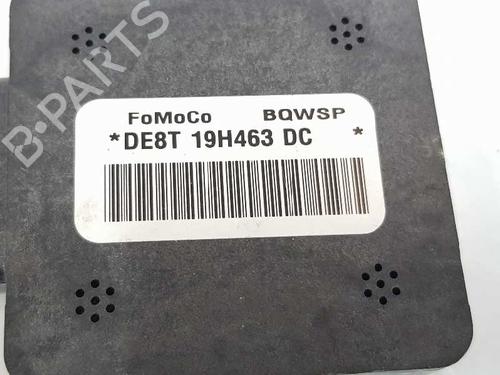 B-PARTS
FoMoCo BQWSP
*DE8T 19H463 DC *